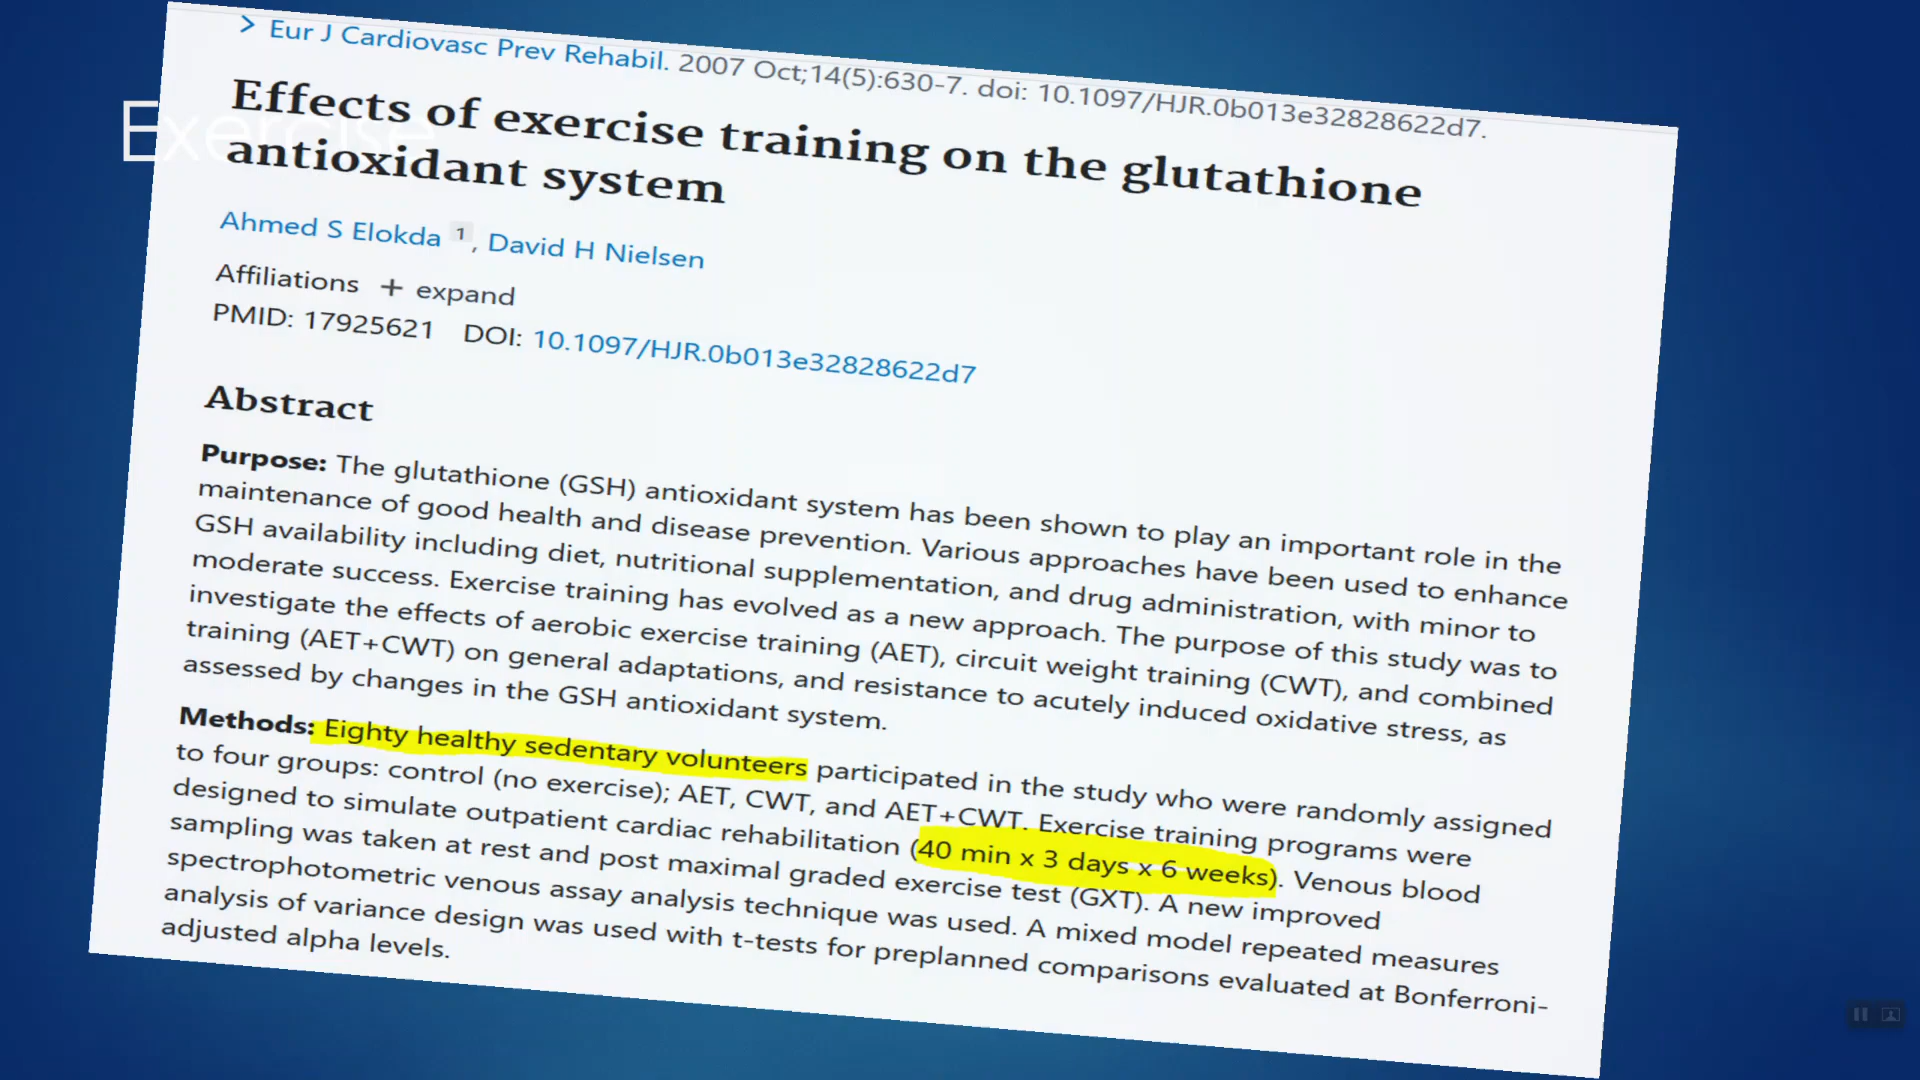 > Eur J Cardiovasc Prev Rehabil. 2007 Oct;14(5):630-7. doi: 10.1097/HJR.0b013e32828622d7.
Exercise
Effects of exercise training on the glutathione
antioxidant system
Ahmed S Elokda 1, David H Nielsen
Affiliations + expand
PMID: 17925621 DOI: 10.1097/HJR.0b013e32828622d7
Abstract
Purpose: The glutathione (GSH) antioxidant system has been shown to play an important role in the
maintenance of good health and disease prevention. Various approaches have been used to enhance
GSH availability including diet, nutritional supplementation, and drug administration, with minor to
moderate success. Exercise training has evolved as a new approach. The purpose of this study was to
investigate the effects of aerobic exercise training (AET), circuit weight training (CWT), and combined
training (AET+CWT) on general adaptations, and resistance to acutely induced oxidative stress, as
assessed by changes in the GSH antioxidant system.
Methods: Eighty healthy sedentary volunteers participated in the study who were randomly assigned
to four groups: control (no exercise); AET, CWT, and AET+CWT. Exercise training programs were
designed to simulate outpatient cardiac rehabilitation (40 min x 3 days x 6 weeks). Venous blood
sampling was taken at rest and post maximal graded exercise test (GXT). A new improved
spectrophotometric venous assay analysis technique was used. A mixed model repeated measures
analysis of variance design was used with t-tests for preplanned comparisons evaluated at Bonferroni-
adjusted alpha levels.